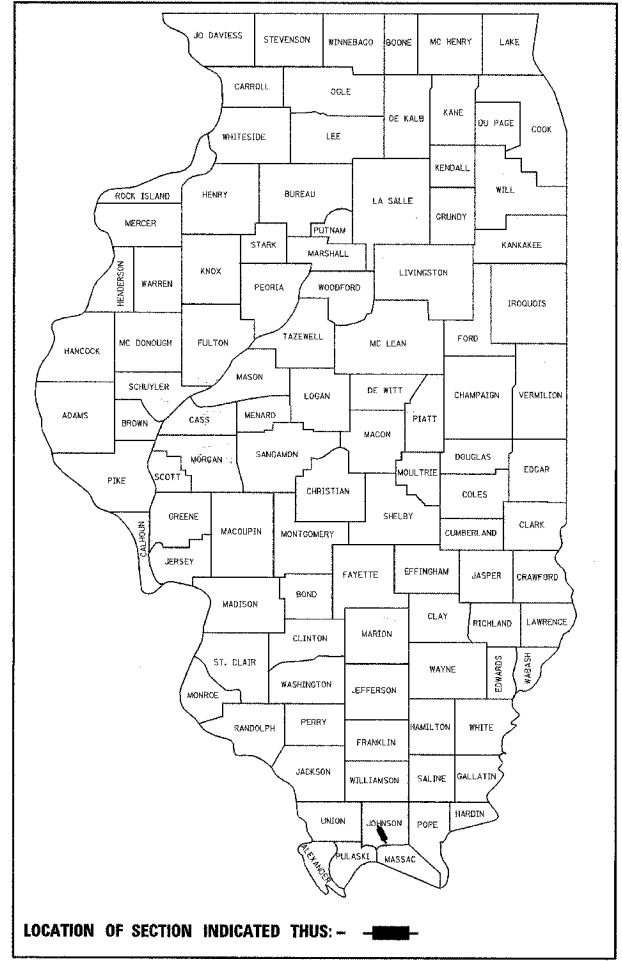 JO DAVIESS STEVENSON WINNEBAGO BOONE MC HENRY LAKE
CARROLL OGLE DE KALB KANE DU PAGE COOK
WHITESIDE LEE
KENDALL WILL
ROCK ISLAND HENRY BUREAU LA SALLE GRUNDY
MERCER PUTNAM
STARK MARSHALL KANKAKEE
HENDERSON WARREN KNOX PEORIA WOODFORD LIVINGSTON IROQUOIS
HANCOCK MC DONOUGH FULTON TAZEWELL MC LEAN FORD
SCHUYLER MASON LOGAN DE WITT CHAMPAIGN VERMILION
ADAMS BROWN CASS MENARD MACON PIATT
PIKE SCOTT MORGAN SANGAMON MOULTRIE DOUGLAS EDGAR
CHRISTIAN COLES
CALHOUN GREENE MACOUPIN MONTGOMERY SHELBY CUMBERLAND CLARK
JERSEY FAYETTE EFFINGHAM JASPER CRAWFORD
MADISON BOND
CLINTON MARION CLAY RICHLAND LAWRENCE
ST. CLAIR WAYNE EDWARDS WABASH
MONROE WASHINGTON JEFFERSON
RANDOLPH PERRY HAMILTON WHITE
FRANKLIN
JACKSON WILLIAMSON SALINE GALLATIN
UNION JOHNSON POPE HARDIN
ALEXANDER PULASKI MASSAC
LOCATION OF SECTION INDICATED THUS: -